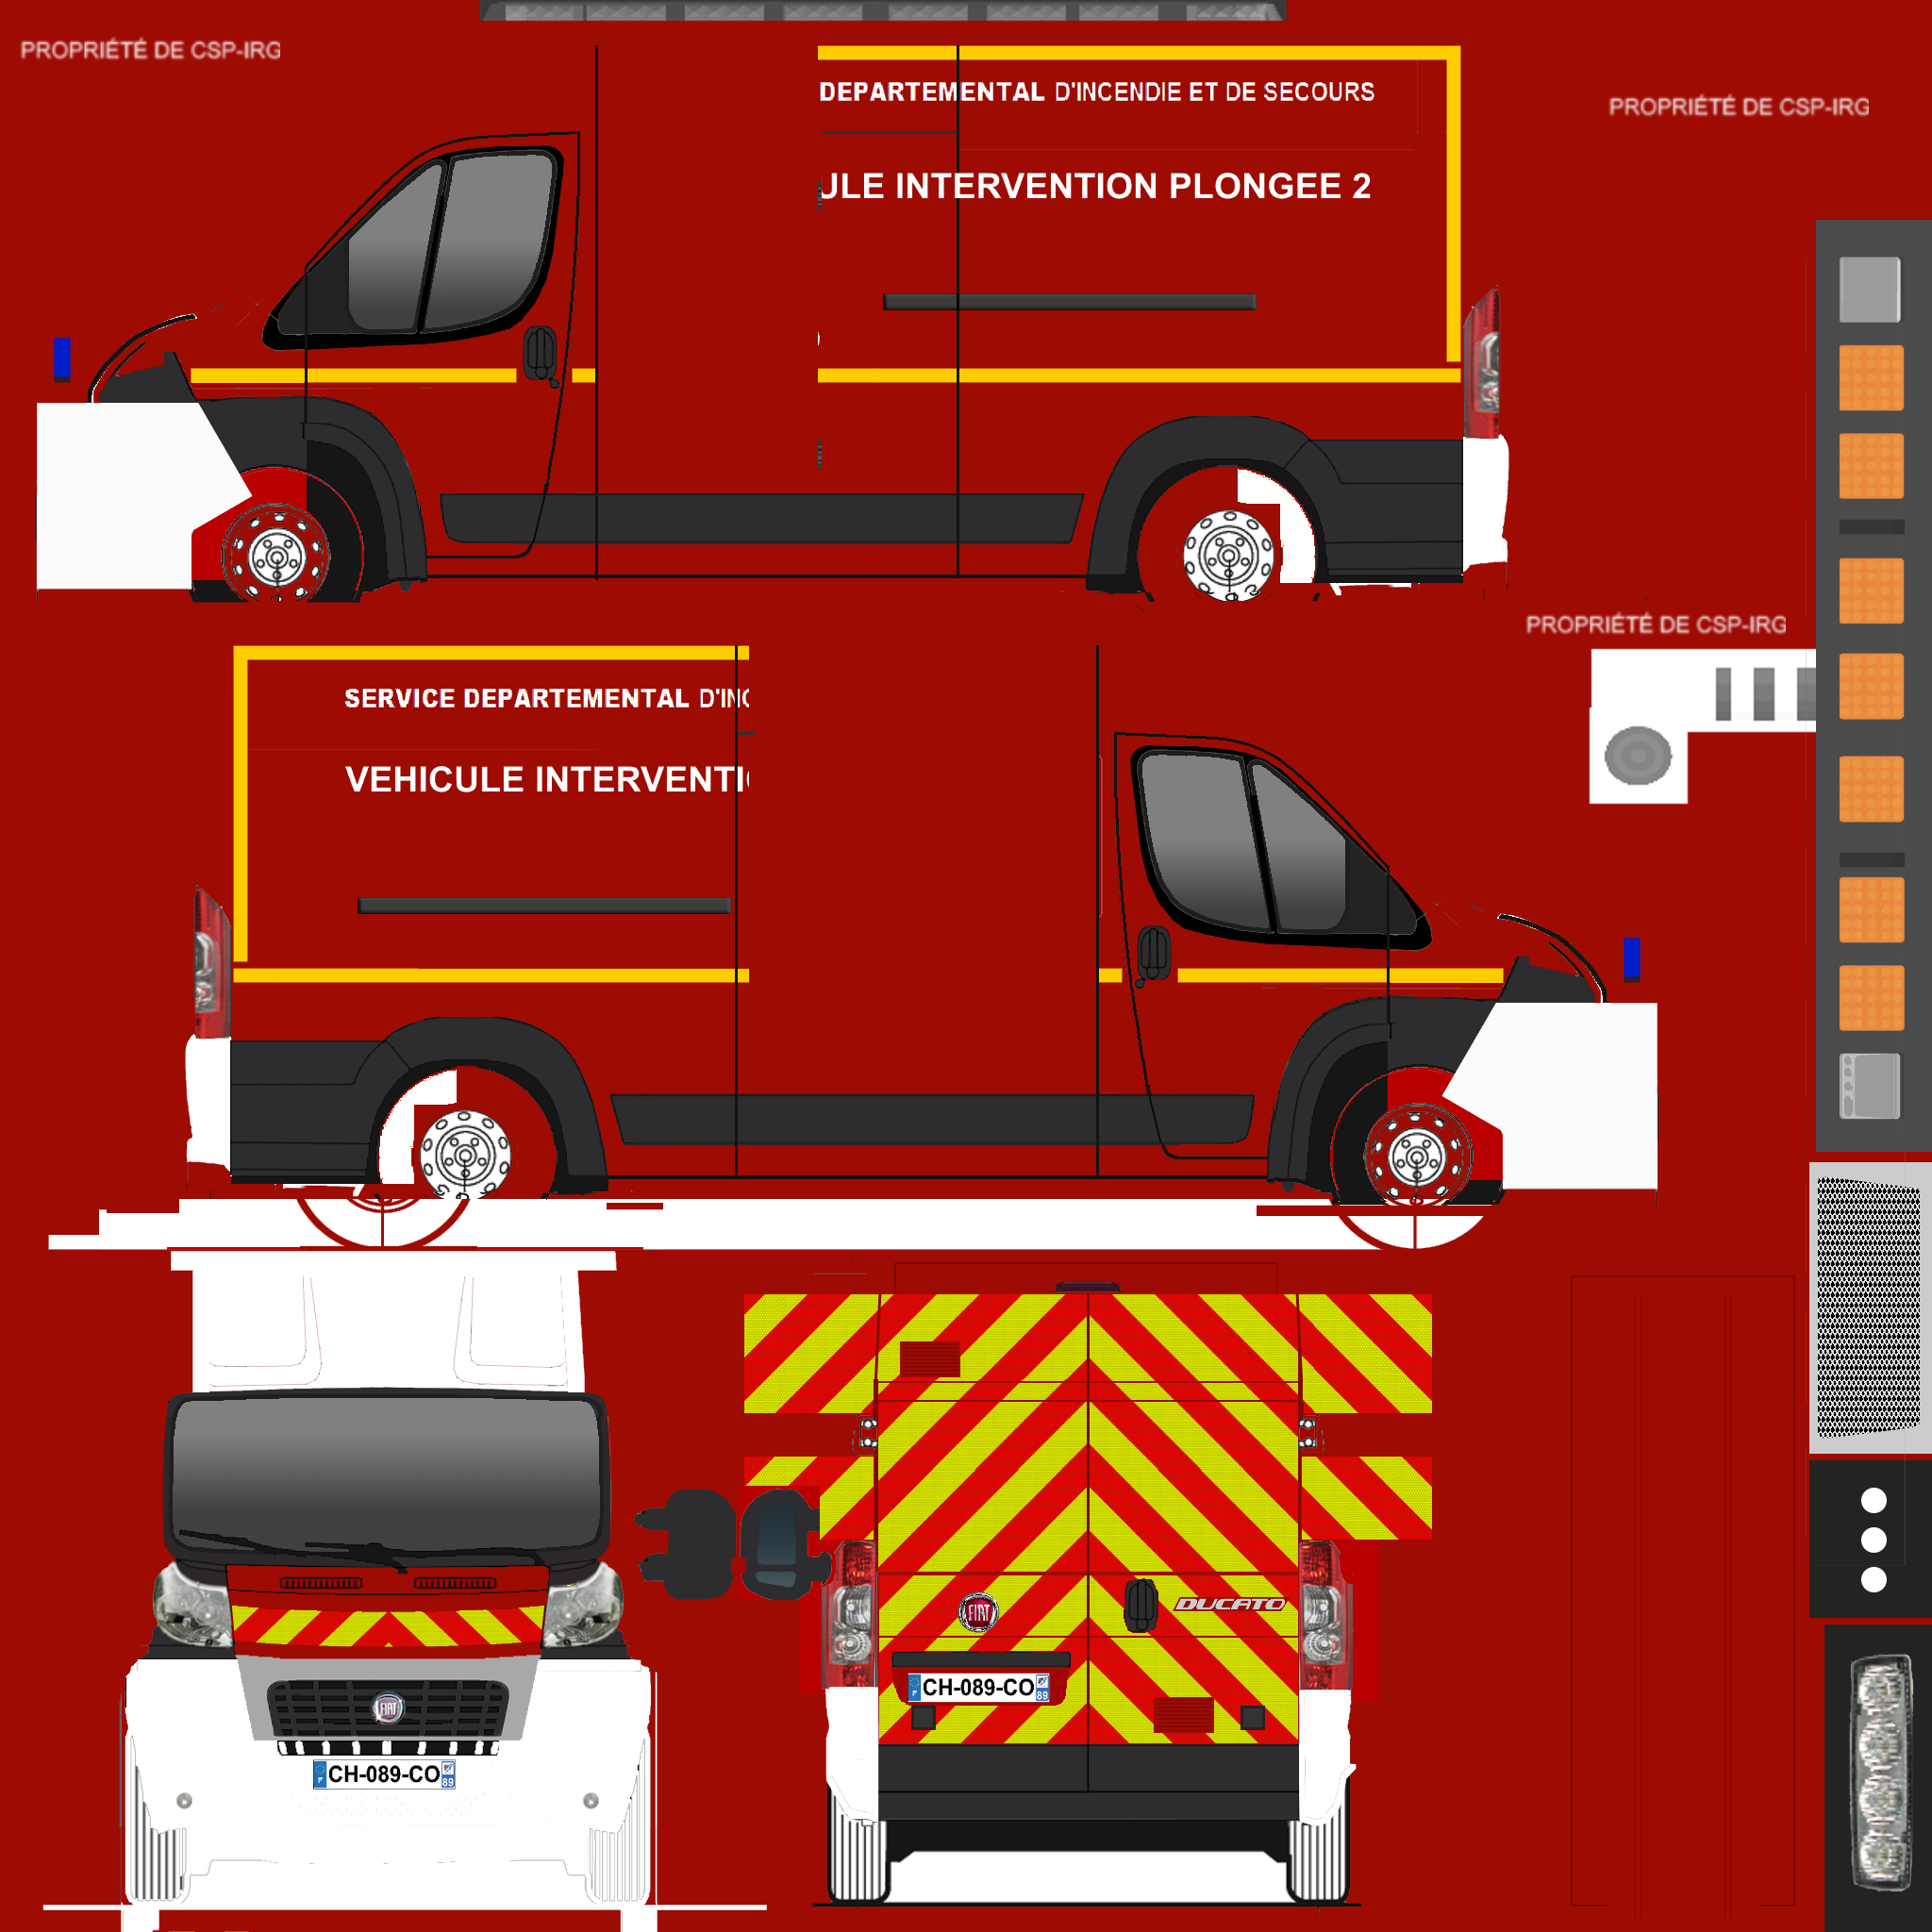 PROPRIÉTÉ DE CSP-IRG
DEPARTEMENTAL D'INCENDIE ET DE SECOURS
PROPRIÉTÉ DE CSP-IRG
ULE INTERVENTION PLONGEE 2
PROPRIÉTÉ DE CSP-IRG
SERVICE DEPARTEMENTAL D'INC
VEHICULE INTERVENTI
FIAT
DUCATO
CH-089-CO
89
FIAT
F CH-089-CO
89